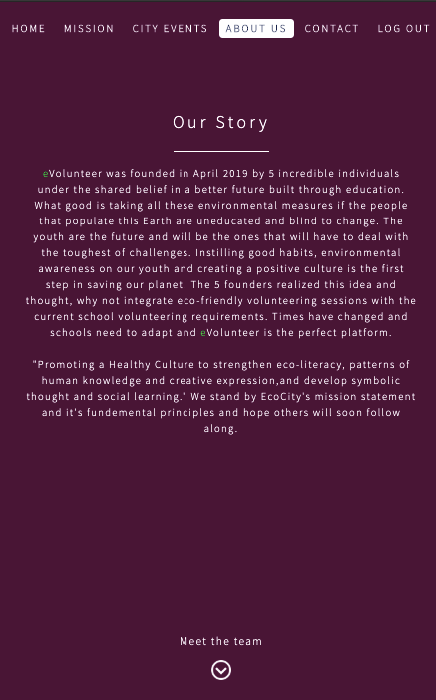 HOME MISSION CITY EVENTS ABOUT US CONTACT LOG OUT
Our Story
eVolunteer was founded in April 2019 by 5 incredible individuals
under the shared belief in a better future built through education.
What good is taking all these environmental measures if the people
that populate this Earth are uneducated and blind to change. The
youth are the future and will be the ones that will have to deal with
the toughest of challenges. Instilling good habits, environmental
awareness on our youth and creating a positive culture is the first
step in saving our planet. The 5 founders realized this idea and
thought, why not integrate eco-friendly volunteering sessions with the
current school volunteering requirements. Times have changed and
schools need to adapt and eVolunteer is the perfect platform.
"Promoting a Healthy Culture to strengthen eco-literacy, patterns of
human knowledge and creative expression,and develop symbolic
thought and social learning.' We stand by EcoCity's mission statement
and it's fundemental principles and hope others will soon follow
along.
Meet the team